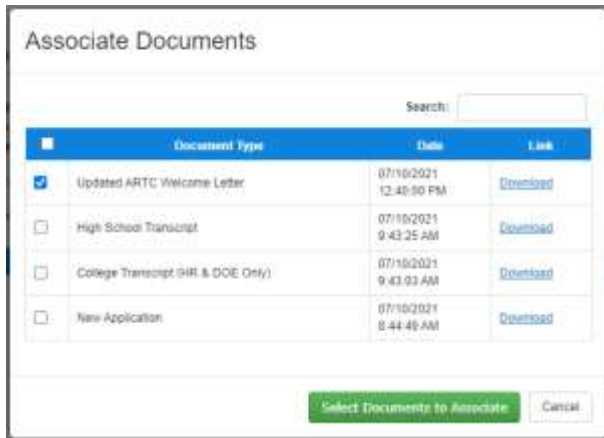 Associate Documents
Search:
Document Type Date Link
Updated ARTC Welcome Letter 07/10/2021 12:40:00 PM Download
High School Transcript 07/10/2021 9:43:25 AM Download
College Transcript (HR & DOE Only) 07/10/2021 9:43:03 AM Download
New Application 07/10/2021 8:44:49 AM Download
Select Documents to Associate Cancel